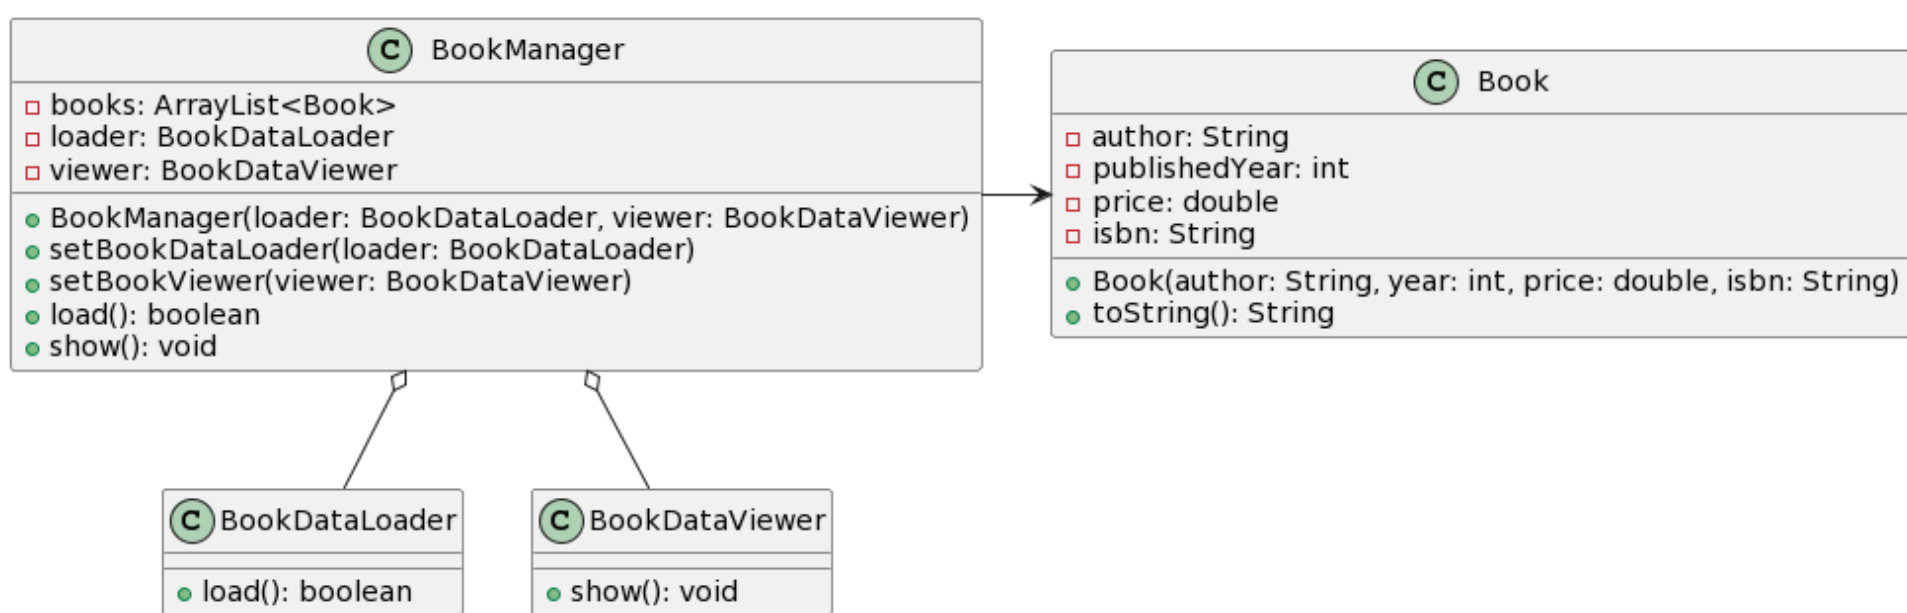 C BookManager
books: ArrayList<Book>
loader: BookDataLoader
viewer: BookDataViewer
BookManager(loader: BookDataLoader, viewer: BookDataViewer)
setBookDataLoader(loader: BookDataLoader)
setBookViewer(viewer: BookDataViewer)
load(): boolean
show(): void
C Book
author: String
publishedYear: int
price: double
isbn: String
Book(author: String, year: int, price: double, isbn: String)
toString(): String
C BookDataLoader
load(): boolean
C BookDataViewer
show(): void